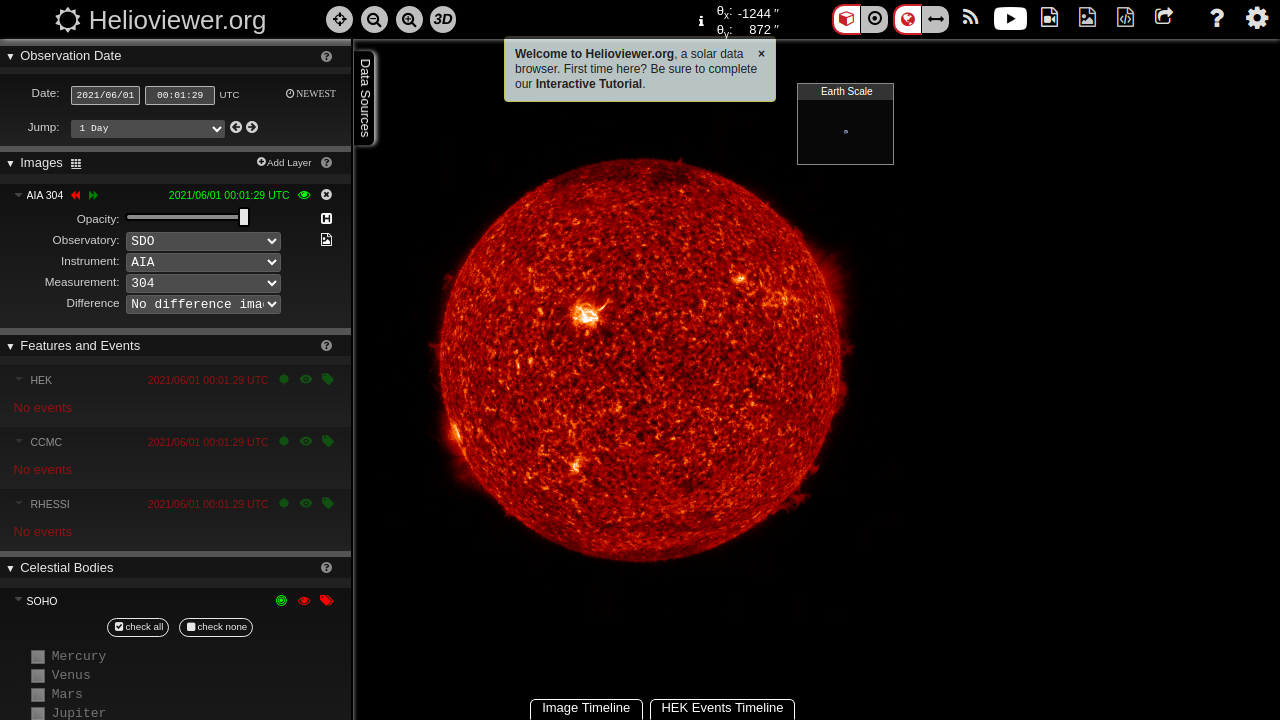 Helioviewer.org
3D
θx: -1244 ″
θy: 872 ″
Welcome to Helioviewer.org, a solar data
browser. First time here? Be sure to complete
our Interactive Tutorial.
×
Data Sources
Earth Scale
▼ Observation Date
Date: 2021/06/01 00:01:29 UTC NEWEST
Jump: 1 Day
▼ Images
Add Layer
AIA 304 2021/06/01 00:01:29 UTC
Opacity:
Observatory: SDO
Instrument: AIA
Measurement: 304
Difference No difference imag
▼ Features and Events
HEK 2021/06/01 00:01:29 UTC
No events
CCMC 2021/06/01 00:01:29 UTC
No events
RHESSI 2021/06/01 00:01:29 UTC
No events
▼ Celestial Bodies
SOHO
check all check none
Mercury
Venus
Mars
Jupiter
Image Timeline HEK Events Timeline